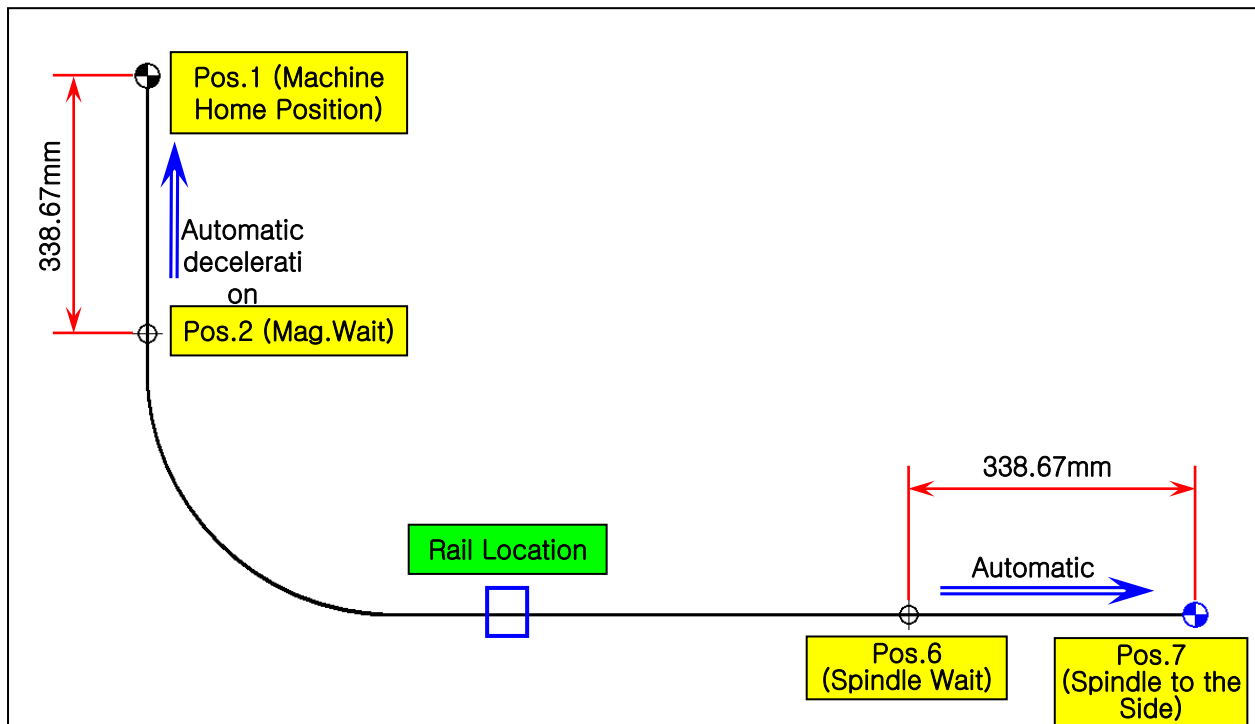 Pos.1 (Machine
Home Position)
338.67mm
Automatic
decelerati
on
Pos.2 (Mag.Wait)
338.67mm
Rail Location
Automatic
Pos.6
(Spindle Wait)
Pos.7
(Spindle to the
Side)